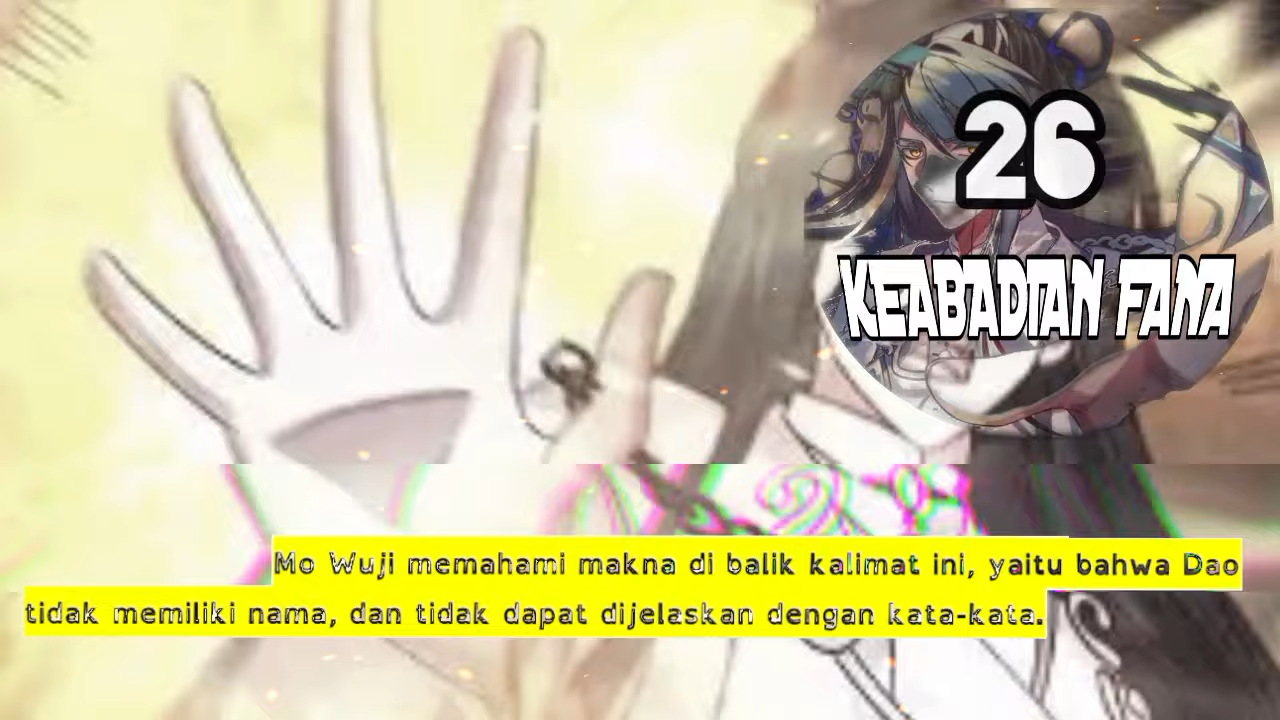 26
KEABADIAN FANA
Mo Wuji memahami makna di balik kalimat ini, yaitu bahwa Dao
tidak memiliki nama, dan tidak dapat dijelaskan dengan kata-kata.